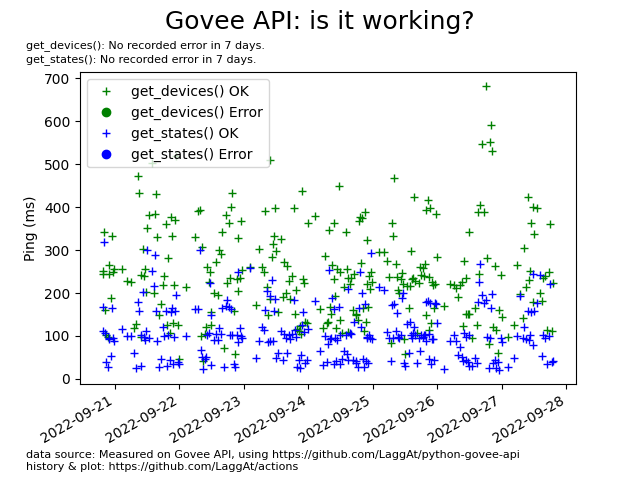 Govee API: is it working?
get_devices(): No recorded error in 7 days.
get_states(): No recorded error in 7 days.
700
600
500
400
300
200
100
0
Ping (ms)
get_devices() OK
get_devices() Error
get_states() OK
get_states() Error
2022-09-21
2022-09-22
2022-09-23
2022-09-24
2022-09-25
2022-09-26
2022-09-27
2022-09-28
data source: Measured on Govee API, using https://github.com/LaggAt/python-govee-api
history & plot: https://github.com/LaggAt/actions